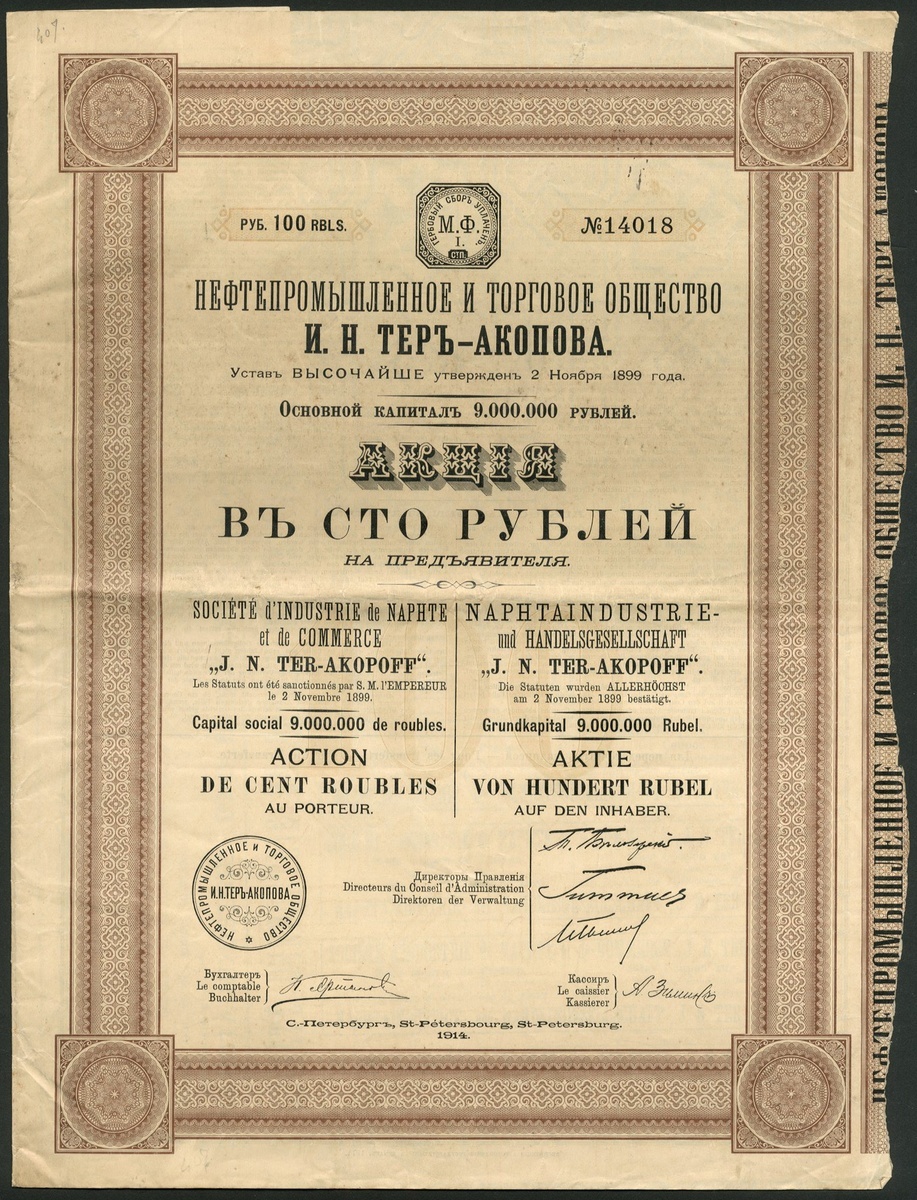 407.
РУБ. 100 RBLS.
ГЕРБОВЫЙ СБОРЪ УПЛАЧЕНЪ.
М.Ф.
I.
СТП.
№14018
НЕФТЕПРОМЫШЛЕННОЕ И ТОРГОВОЕ ОБЩЕСТВО
И. Н. ТЕРЪ-АКОПОВА.
Уставъ ВЫСОЧАЙШЕ утвержденъ 2 Ноября 1899 года.
Основной капиталъ 9.000.000 рублей.
АКЦІЯ
ВЪ СТО РУБЛЕЙ
НА ПРЕДЪЯВИТЕЛЯ.
SOCIÉTÉ d'INDUSTRIE de NAPHTE
et de COMMERCE
„J. N. TER-AKOPOFF“.
Les Statuts ont été sanctionnés par S. M. l'EMPEREUR
le 2 Novembre 1899.
Capital social 9.000.000 de roubles.
ACTION
DE CENT ROUBLES
AU PORTEUR.
NAPHTAINDUSTRIE-
und HANDELSGESELLSCHAFT
„J. N. TER-AKOPOFF“.
Die Statuten wurden ALLERHÖCHST
am 2 November 1899 bestätigt.
Grundkapital 9.000.000 Rubel.
AKTIE
VON HUNDERT RUBEL
AUF DEN INHABER.
НЕФТЕПРОМЫШЛЕННОЕ И ТОРГОВОЕ ОБЩЕСТВО
И.Н.ТЕРЪ-АКОПОВА
Директоры Правленія
Directeurs du Conseil d'Administration
Direktoren der Verwaltung
Бухгалтеръ
Le comptable
Buchhalter
Кассиръ
Le caissier
Kassierer
С.-Петербургъ, St-Pétersbourg, St-Petersburg.
1914.
НЕФТЕПРОМЫШЛЕННОЕ И ТОРГОВОЕ ОБЩЕСТВО И. Н. ТЕРЪ-АКОПОВА